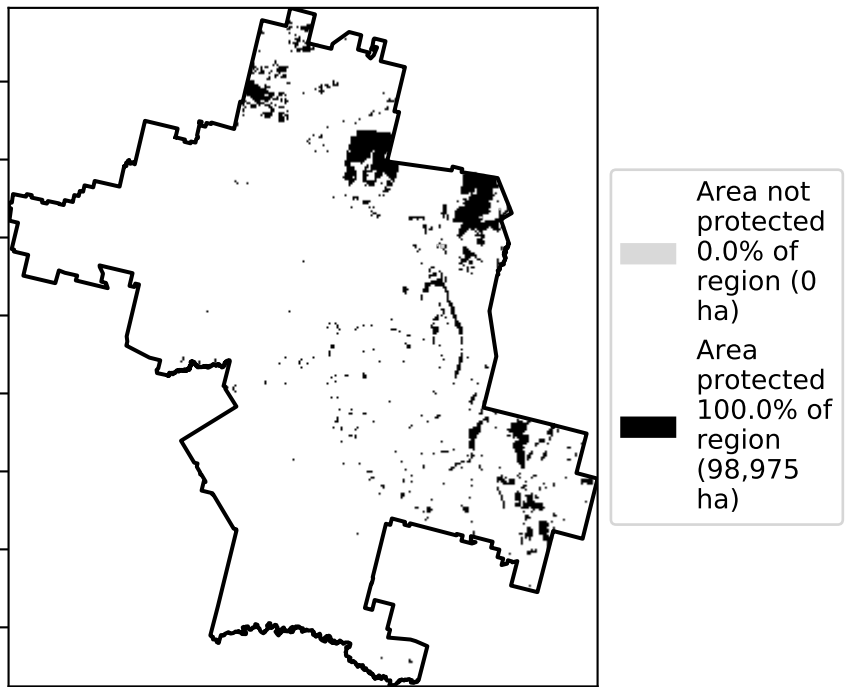 Area not
protected
0.0% of
region (0
ha)
Area
protected
100.0% of
region
(98,975
ha)